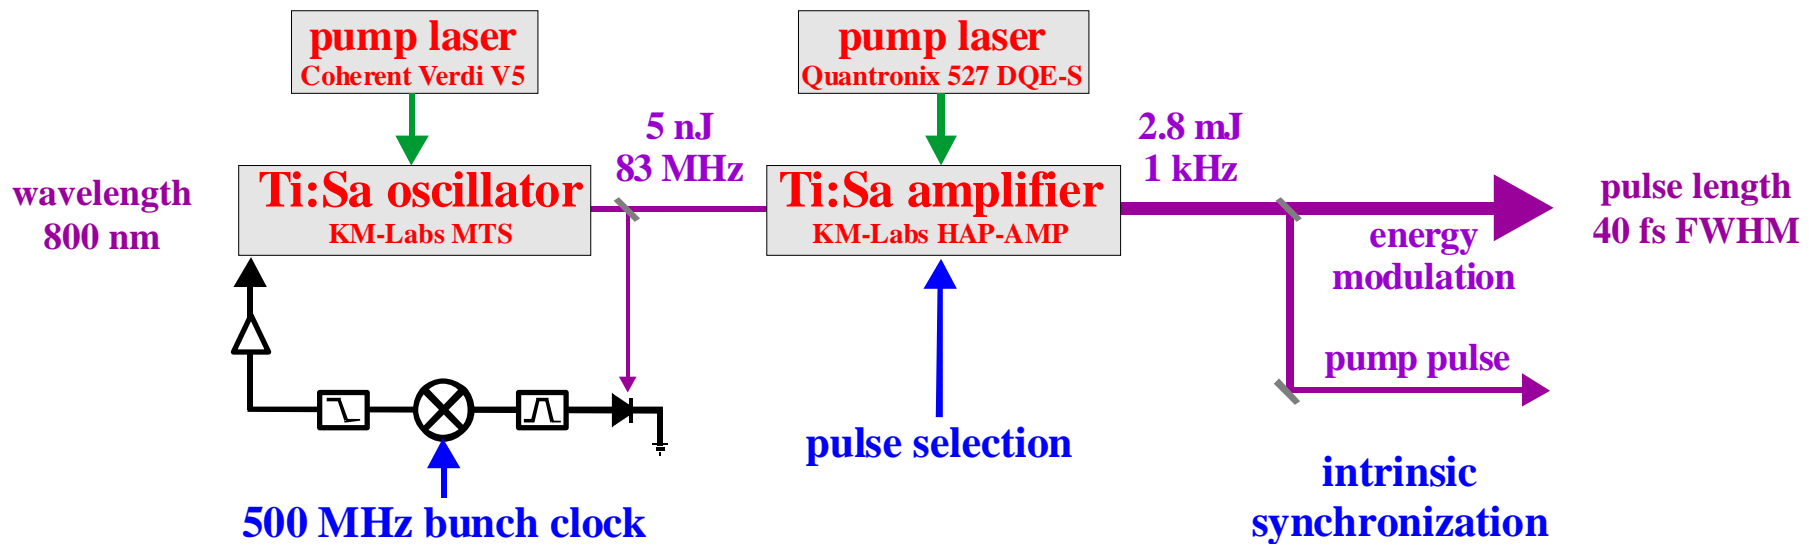 pump laser
Coherent Verdi V5
pump laser
Quantronix 527 DQE-S
5 nJ
83 MHz
2.8 mJ
1 kHz
wavelength
800 nm
Ti:Sa oscillator
KM-Labs MTS
Ti:Sa amplifier
KM-Labs HAP-AMP
pulse length
40 fs FWHM
energy
modulation
pump pulse
pulse selection
500 MHz bunch clock
intrinsic
synchronization